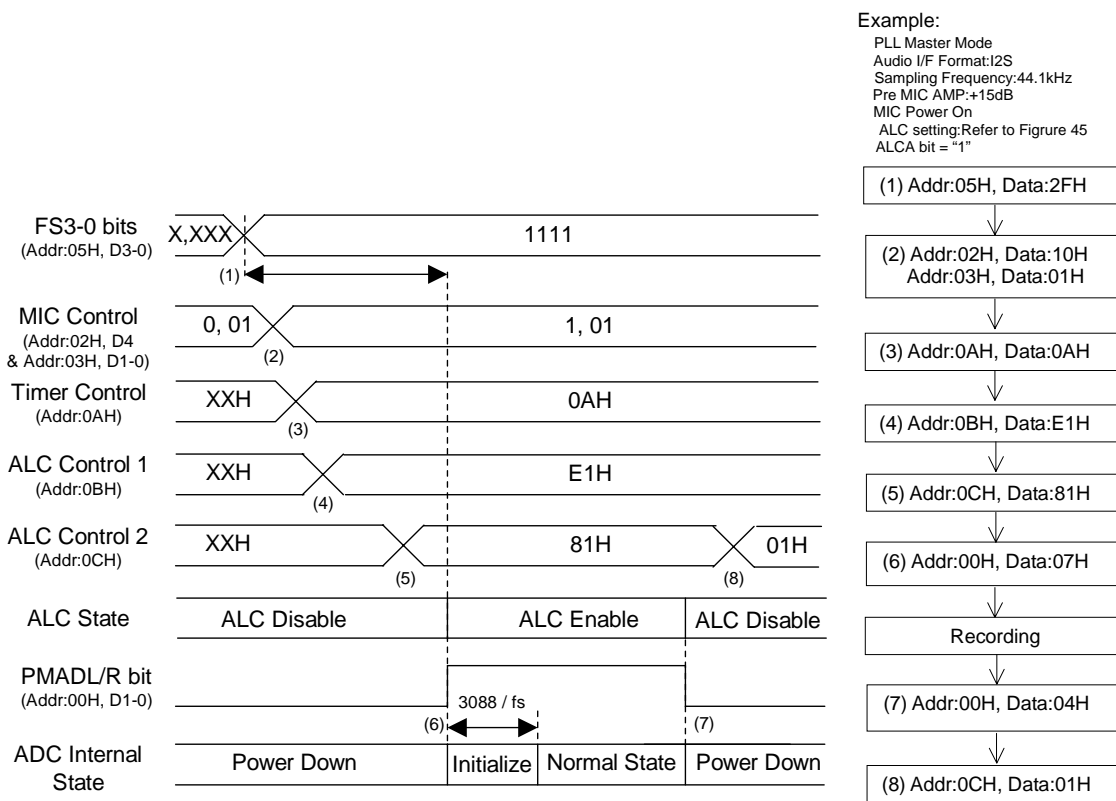 Example:
PLL Master Mode
Audio I/F Format:I2S
Sampling Frequency:44.1kHz
Pre MIC AMP:+15dB
MIC Power On
ALC setting:Refer to Figrure 45
ALCA bit = “1”
(1) Addr:05H, Data:2FH
(2) Addr:02H, Data:10H
Addr:03H, Data:01H
(3) Addr:0AH, Data:0AH
(4) Addr:0BH, Data:E1H
(5) Addr:0CH, Data:81H
(6) Addr:00H, Data:07H
Recording
(7) Addr:00H, Data:04H
(8) Addr:0CH, Data:01H
FS3-0 bits
(Addr:05H, D3-0)
X,XXX
1111
(1)
MIC Control
(Addr:02H, D4
& Addr:03H, D1-0)
0, 01
1, 01
(2)
Timer Control
(Addr:0AH)
XXH
0AH
(3)
ALC Control 1
(Addr:0BH)
XXH
E1H
(4)
ALC Control 2
(Addr:0CH)
XXH
81H
01H
(5)
(8)
ALC State
ALC Disable
ALC Enable
ALC Disable
PMADL/R bit
(Addr:00H, D1-0)
3088 / fs
(6)
(7)
ADC Internal
State
Power Down
Initialize
Normal State
Power Down